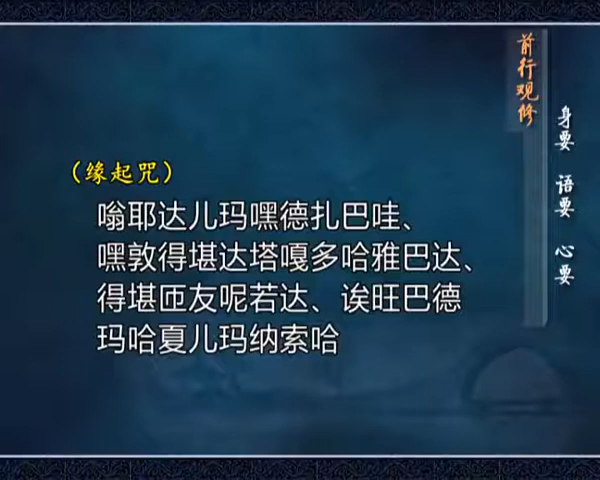 前行观修
身要 语要 心要
（缘起咒）
嗡耶达儿玛嘿德扎巴哇、
嘿敦得堪达塔嘎多哈雅巴达、
得堪匝友呢若达、诶旺巴德
玛哈夏儿玛纳索哈